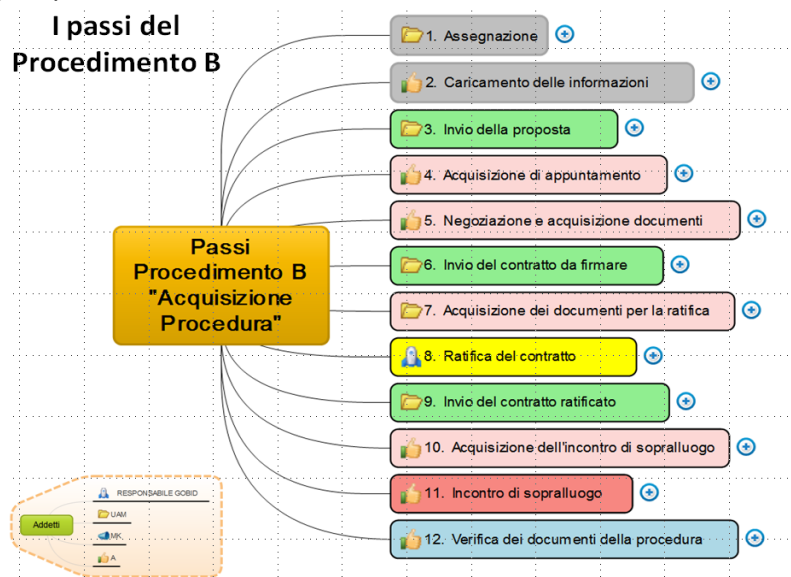 I passi del
Procedimento B
1. Assegnazione
2. Caricamento delle informazioni
3. Invio della proposta
4. Acquisizione di appuntamento
5. Negoziazione e acquisizione documenti
Passi
Procedimento B
"Acquisizione
Procedura"
6. Invio del contratto da firmare
7. Acquisizione dei documenti per la ratifica
8. Ratifica del contratto
9. Invio del contratto ratificato
10. Acquisizione dell'incontro di sopralluogo
11. Incontro di sopralluogo
12. Verifica dei documenti della procedura
Addetti
RESPONSABILE GOBID
UAM
MK
A